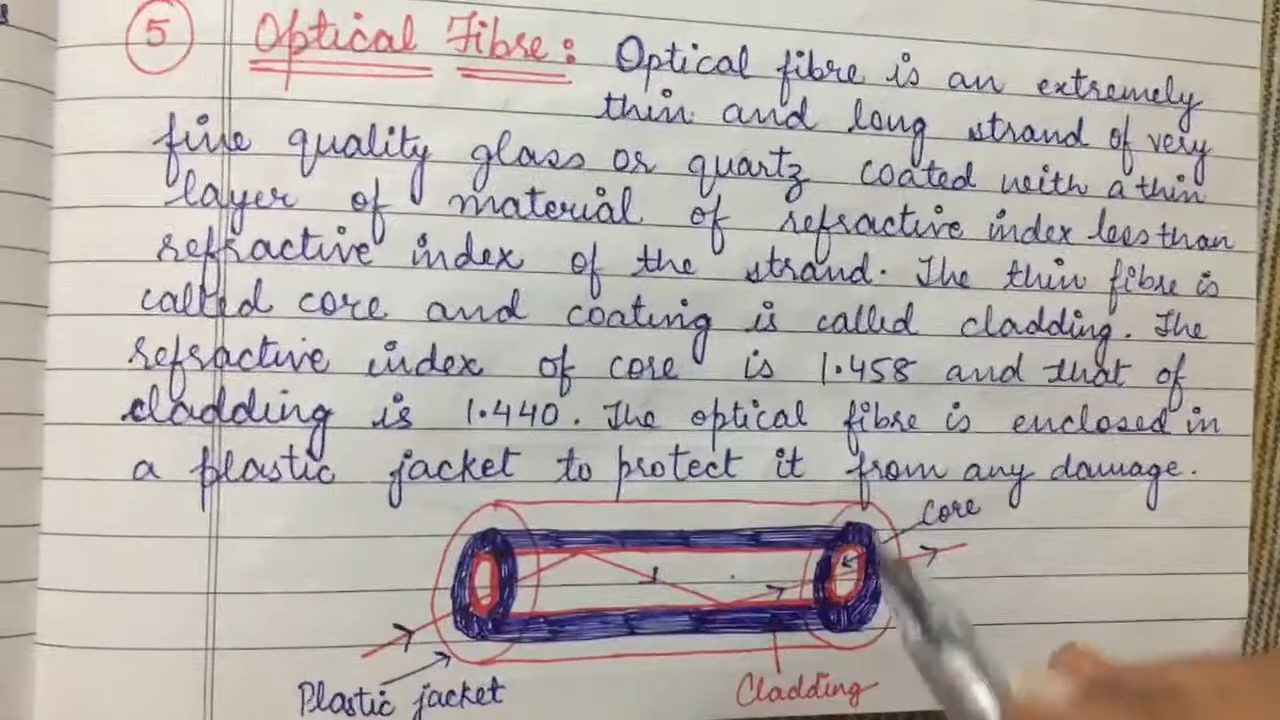 5 Optical Fibre: Optical fibre is an extremely
thin and long strand of very
fine quality glass or quartz coated with a thin
layer of material of refractive index less than
refractive index of the strand. The thin fibre is
called core and coating is called cladding. The
refractive index of core is 1.458 and that of
cladding is 1.440. The optical fibre is enclosed in
a plastic jacket to protect it from any damage.
Core
Plastic jacket
Cladding